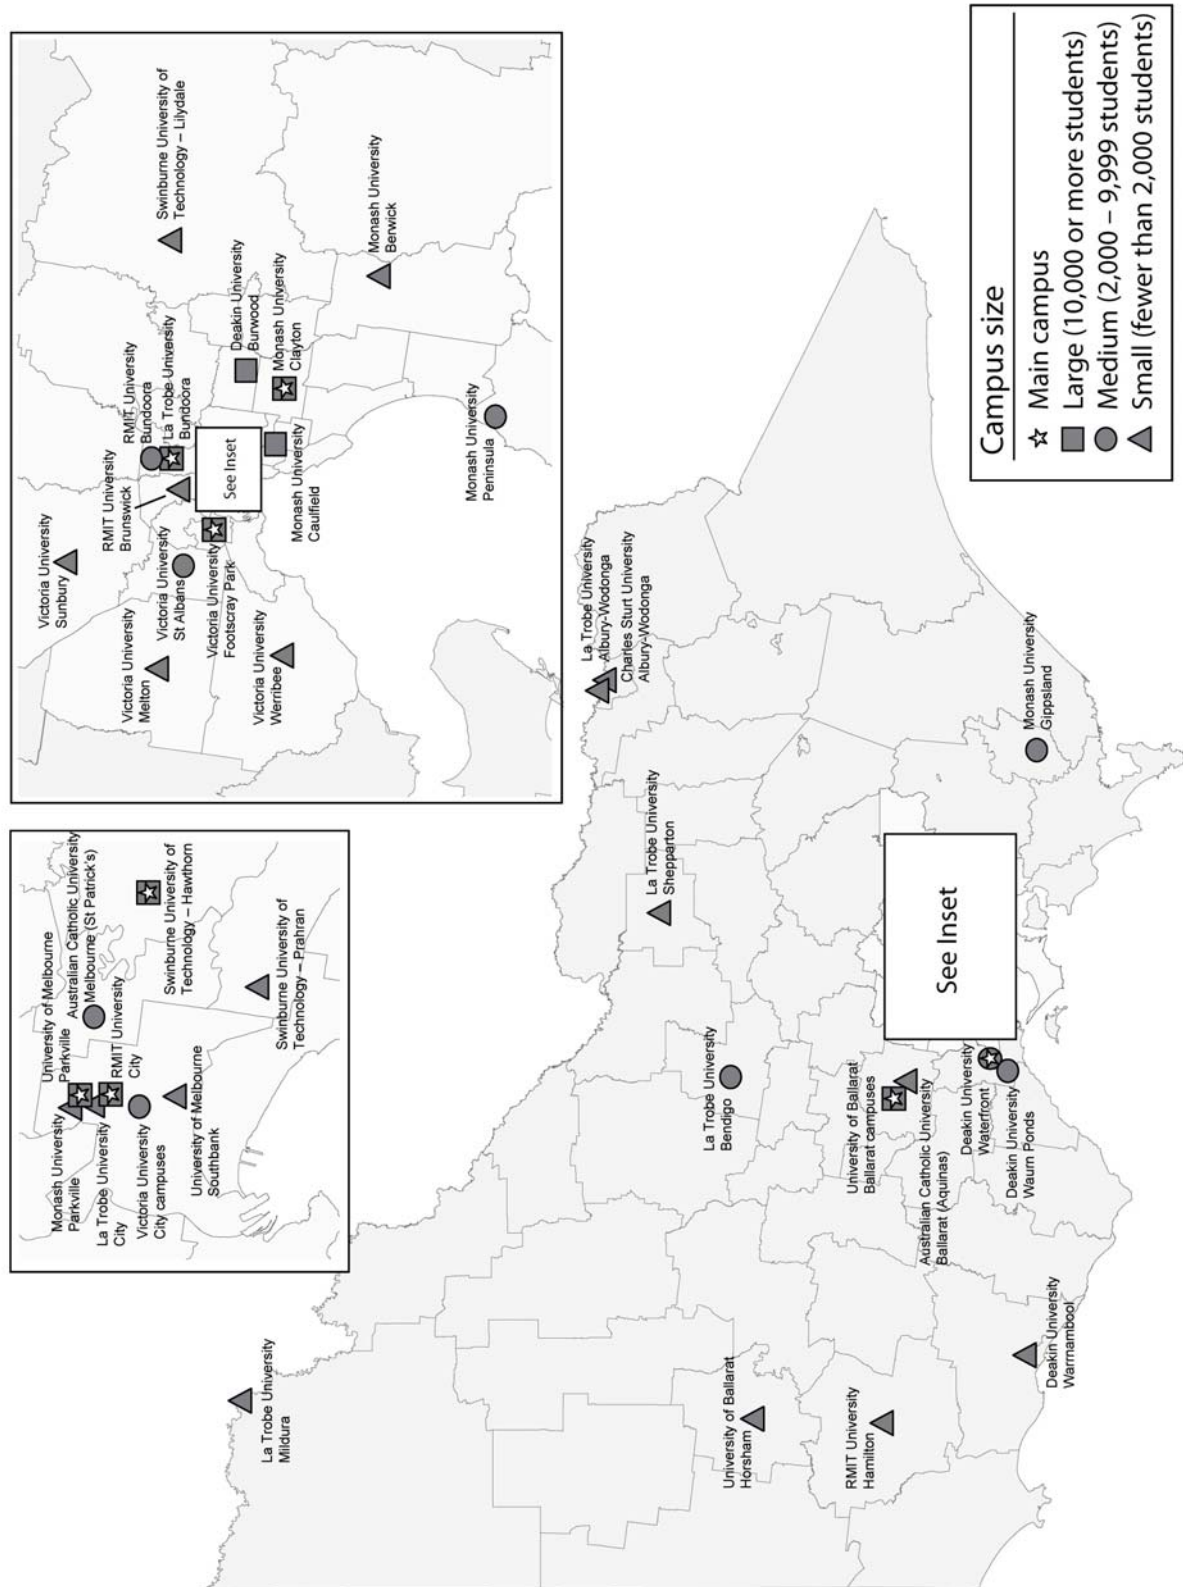 University of Melbourne
Parkville
Australian Catholic University
Melbourne (St Patrick's)
Monash University
Parkville
La Trobe University
City
RMIT University
City
Victoria University
City campuses
Swinburne University of
Technology – Hawthorn
University of Melbourne
Southbank
Swinburne University of
Technology – Prahran
Victoria University
Sunbury
Swinburne University of
Technology – Lilydale
RMIT University
Bundoora
La Trobe University
Bundoora
RMIT University
Brunswick
Victoria University
Melton
Victoria University
St Albans
Victoria University
Footscray Park
See Inset
Deakin University
Burwood
Monash University
Clayton
Victoria University
Werribee
Monash University
Caulfield
Monash University
Berwick
Monash University
Peninsula
La Trobe University
Mildura
La Trobe University
Albury-Wodonga
Charles Sturt University
Albury-Wodonga
La Trobe University
Shepparton
La Trobe University
Bendigo
University of Ballarat
Horsham
University of Ballarat
Ballarat campuses
Australian Catholic University
Ballarat (Aquinas)
RMIT University
Hamilton
See Inset
Deakin University
Waterfront
Deakin University
Waurn Ponds
Monash University
Gippsland
Deakin University
Warrnambool
Campus size
Main campus
Large (10,000 or more students)
Medium (2,000 – 9,999 students)
Small (fewer than 2,000 students)